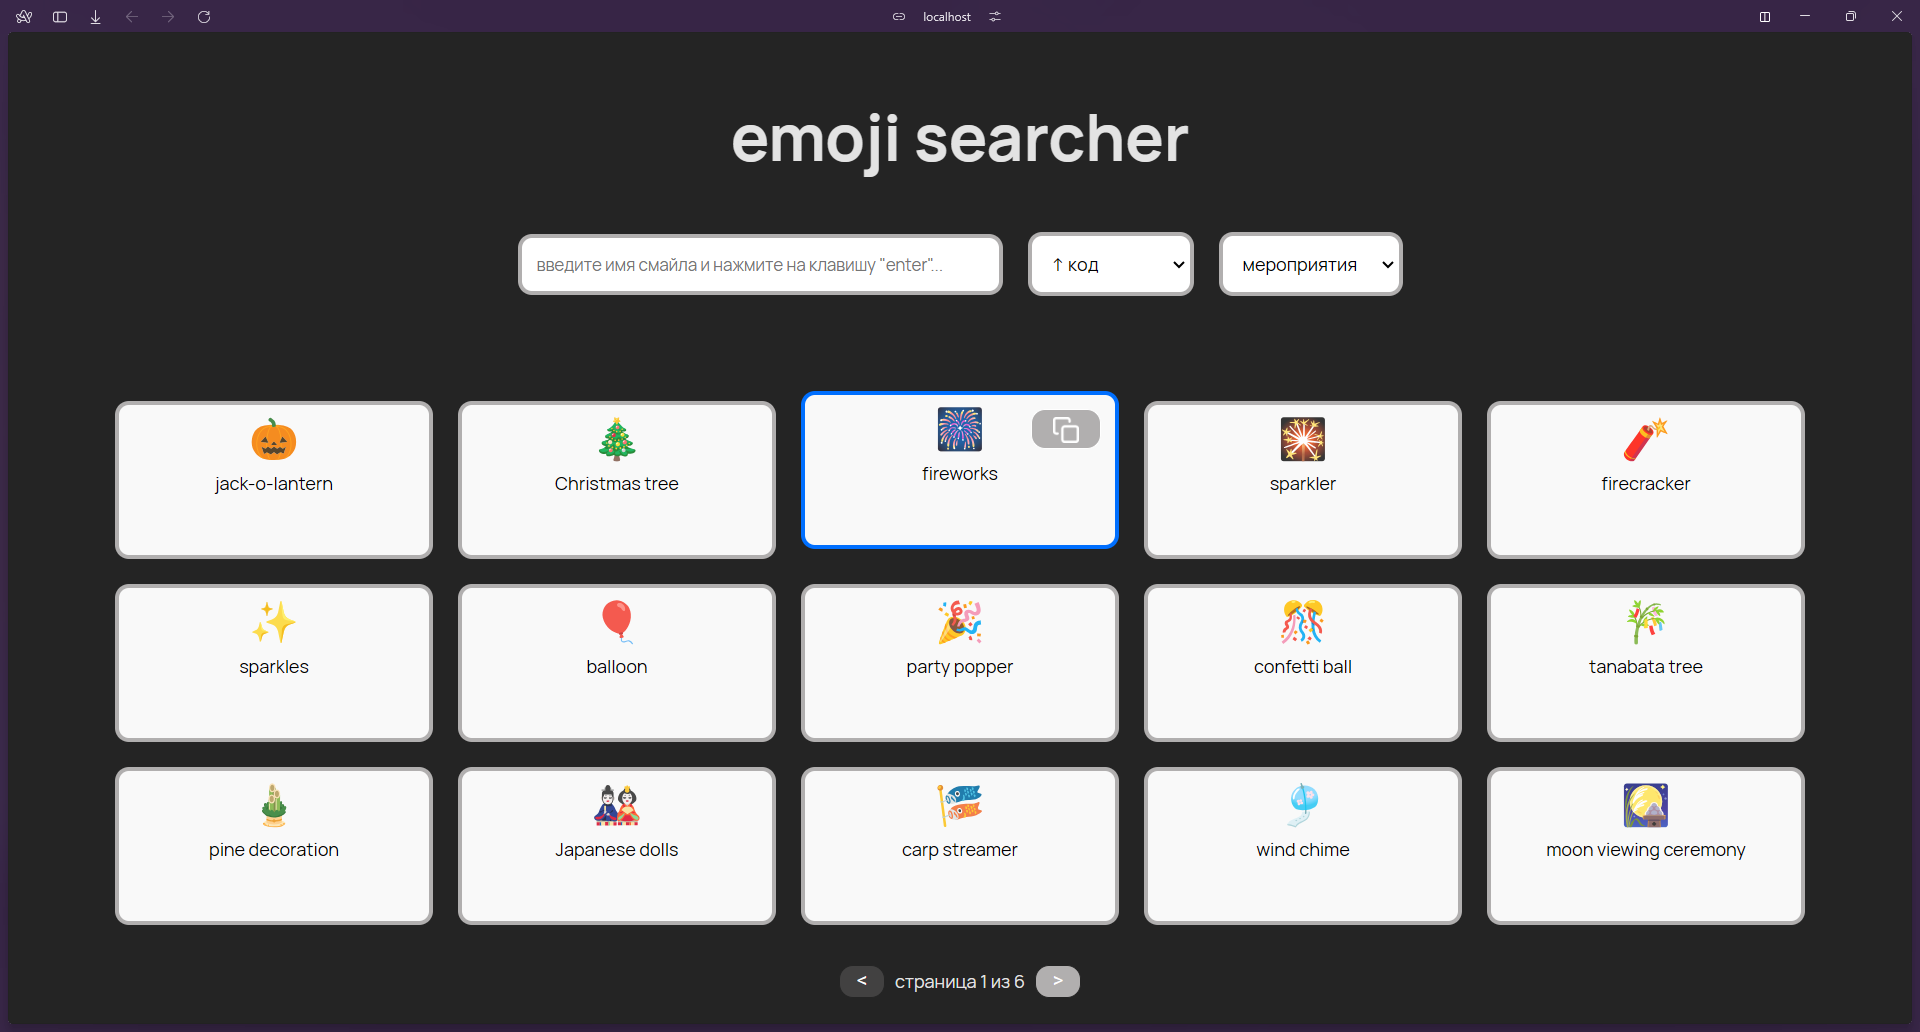 localhost
emoji searcher
введите имя смайла и нажмите на клавишу "enter"...
↑ код
мероприятия
jack-o-lantern
Christmas tree
fireworks
sparkler
firecracker
sparkles
balloon
party popper
confetti ball
tanabata tree
pine decoration
Japanese dolls
carp streamer
wind chime
moon viewing ceremony
< страница 1 из 6 >